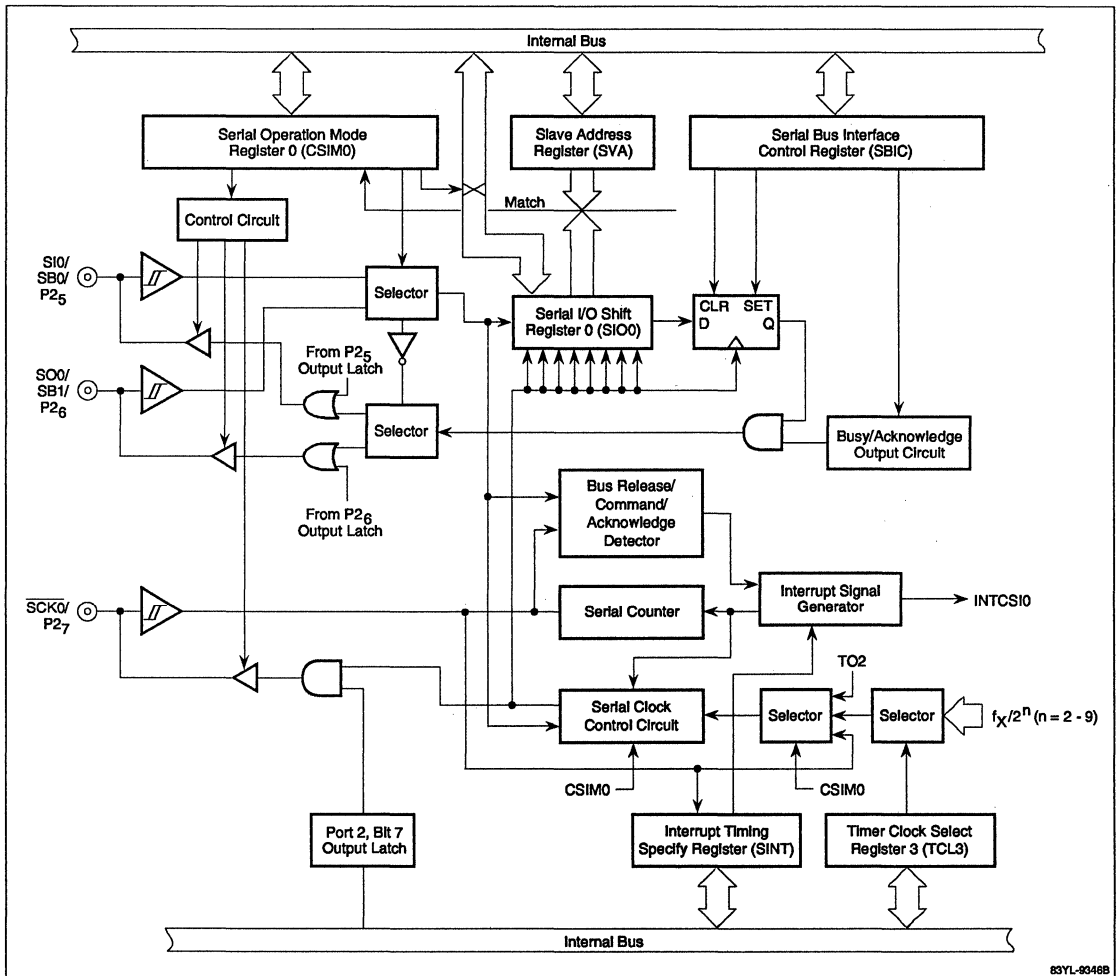 Internal Bus
Serial Operation Mode
Register 0 (CSIM0)
Slave Address
Register (SVA)
Serial Bus Interface
Control Register (SBIC)
Match
Control Circuit
SI0/
SB0/
P25
Selector
Serial I/O Shift
Register 0 (SIO0)
CLR SET
D Q
From P25
Output Latch
SO0/
SB1/
P26
Selector
Busy/Acknowledge
Output Circuit
From P26
Output Latch
Bus Release/
Command/
Acknowledge
Detector
SCK0/
P27
Serial Counter
Interrupt Signal
Generator
INTCSI0
TO2
Serial Clock
Control Circuit
Selector
Selector
fX/2n (n = 2 - 9)
CSIM0
CSIM0
Port 2, Bit 7
Output Latch
Interrupt Timing
Specify Register (SINT)
Timer Clock Select
Register 3 (TCL3)
Internal Bus
83YL-9346B